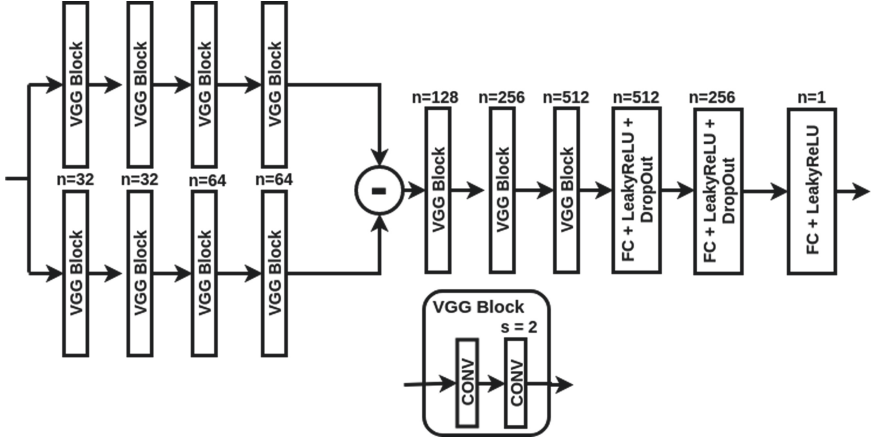 VGG Block
VGG Block
VGG Block
VGG Block
n=32
n=32
n=64
n=64
VGG Block
VGG Block
VGG Block
VGG Block
-
n=128
n=256
n=512
n=512
n=256
n=1
VGG Block
VGG Block
VGG Block
FC + LeakyReLU +
DropOut
FC + LeakyReLU +
DropOut
FC + LeakyReLU
VGG Block
s = 2
CONV
CONV